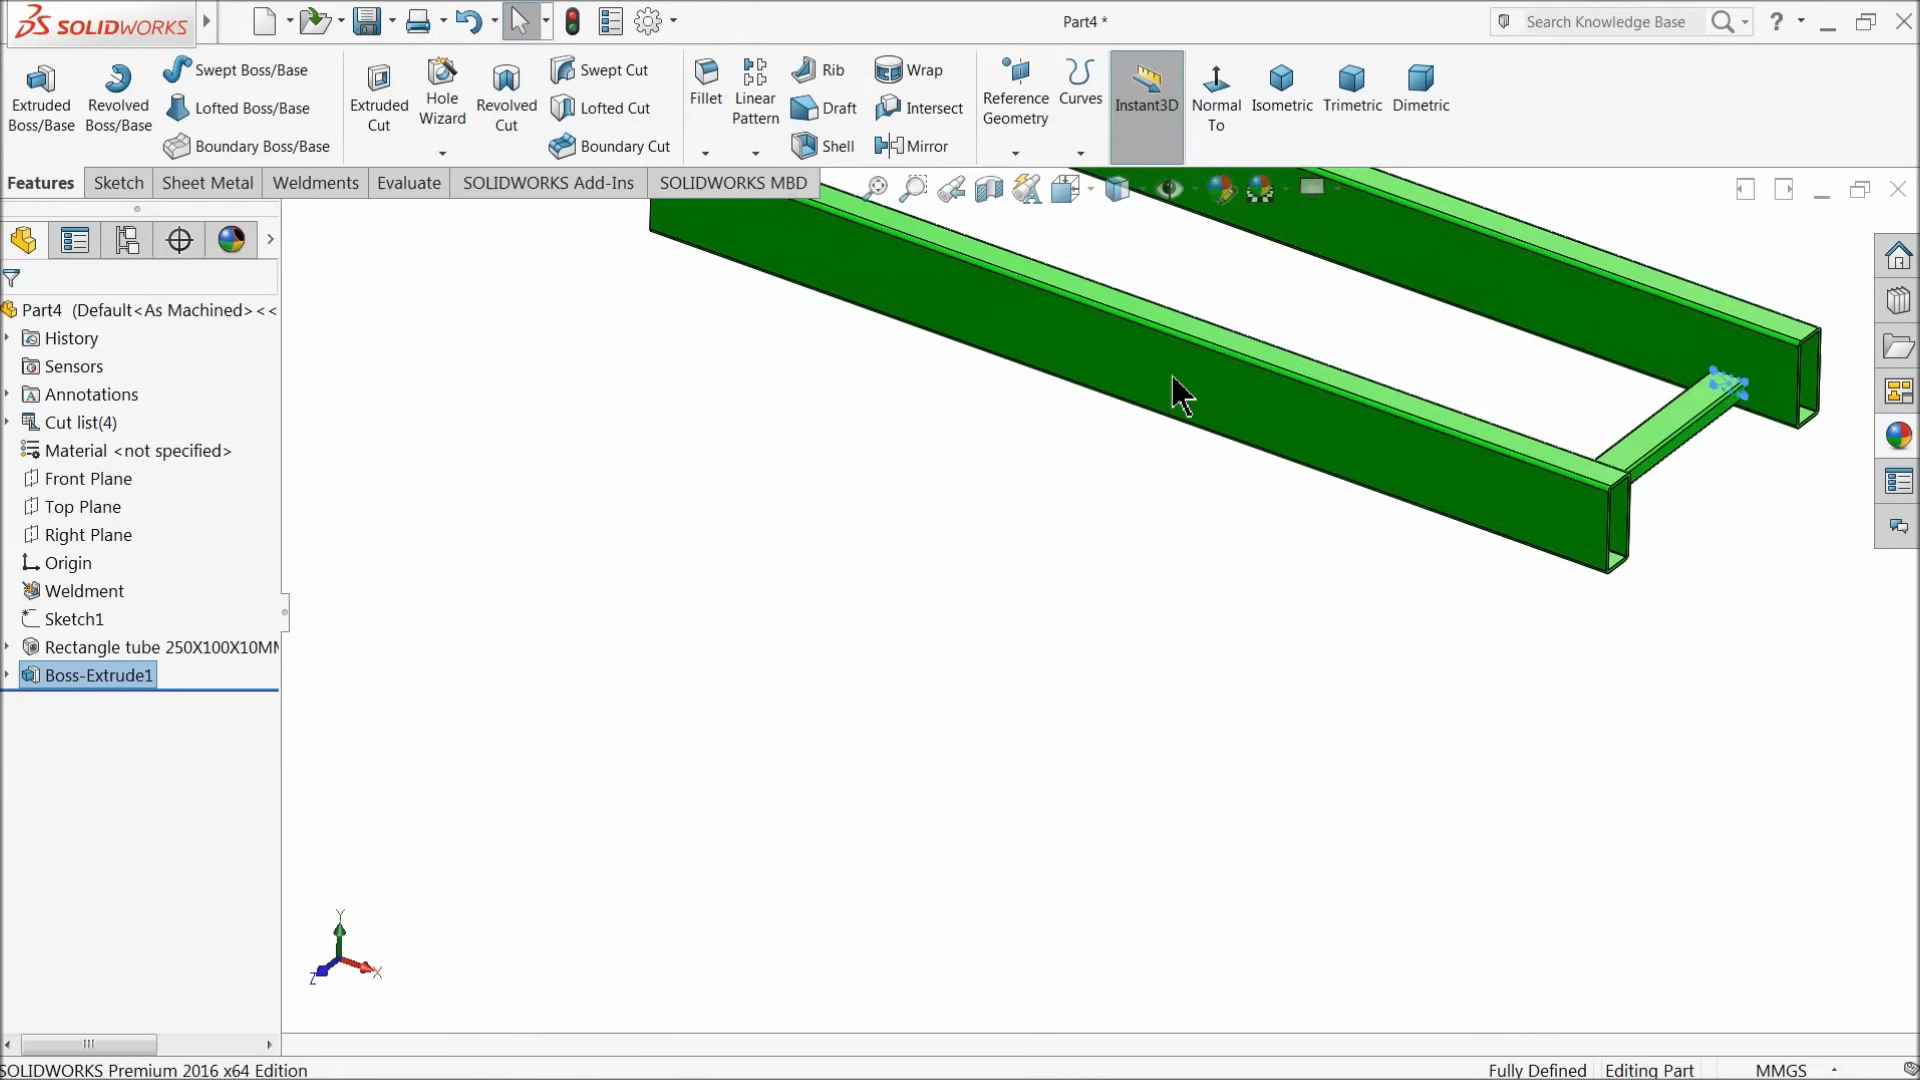 SOLIDWORKS
Part4 *
Search Knowledge Base
?
Extruded Boss/Base
Revolved Boss/Base
Swept Boss/Base
Lofted Boss/Base
Boundary Boss/Base
Extruded Cut
Hole Wizard
Revolved Cut
Swept Cut
Lofted Cut
Boundary Cut
Fillet
Linear Pattern
Rib
Draft
Shell
Wrap
Intersect
Mirror
Reference Geometry
Curves
Instant3D
Normal To
Isometric
Trimetric
Dimetric
Features
Sketch
Sheet Metal
Weldments
Evaluate
SOLIDWORKS Add-Ins
SOLIDWORKS MBD
Part4 (Default<As Machined><<
History
Sensors
Annotations
Cut list(4)
Material <not specified>
Front Plane
Top Plane
Right Plane
Origin
Weldment
Sketch1
Rectangle tube 250X100X10MM
Boss-Extrude1
Y
X
Z
SOLIDWORKS Premium 2016 x64 Edition
Fully Defined
Editing Part
MMGS